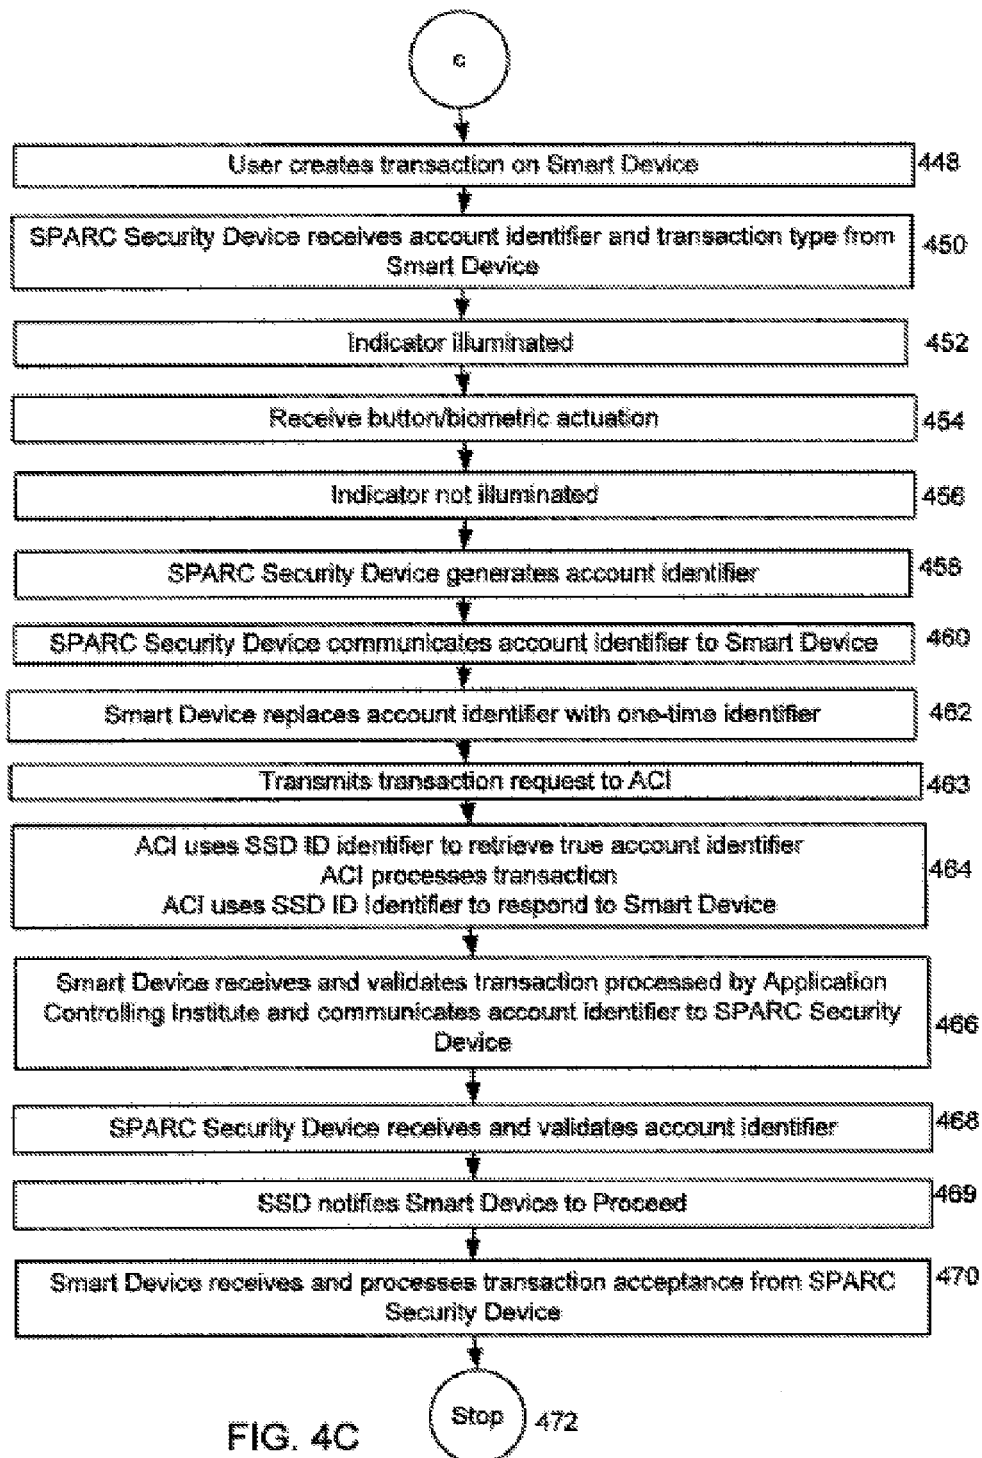 c
User creates transaction on Smart Device
448
SPARC Security Device receives account identifier and transaction type from
Smart Device
450
Indicator illuminated
452
Receive button/biometric actuation
454
Indicator not illuminated
456
SPARC Security Device generates account identifier
458
SPARC Security Device communicates account identifier to Smart Device
460
Smart Device replaces account identifier with one-time identifier
462
Transmits transaction request to ACI
463
ACI uses SSD ID identifier to retrieve true account identifier
ACI processes transaction
ACI uses SSD ID Identifier to respond to Smart Device
464
Smart Device receives and validates transaction processed by Application
Controlling Institute and communicates account identifier to SPARC Security
Device
466
SPARC Security Device receives and validates account identifier
468
SSD notifies Smart Device to Proceed
469
Smart Device receives and processes transaction acceptance from SPARC
Security Device
470
Stop
472
FIG. 4C